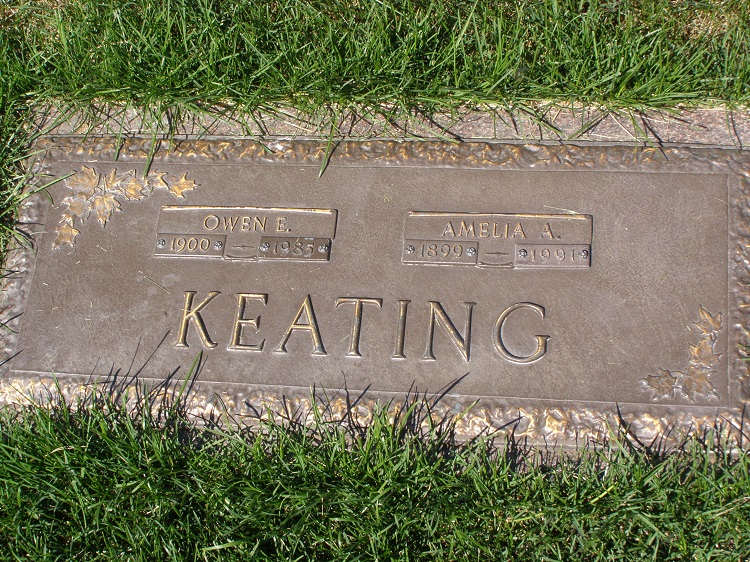 OWEN E. AMELIA A.
1900 - 1985 1899 - 1991
KEATING